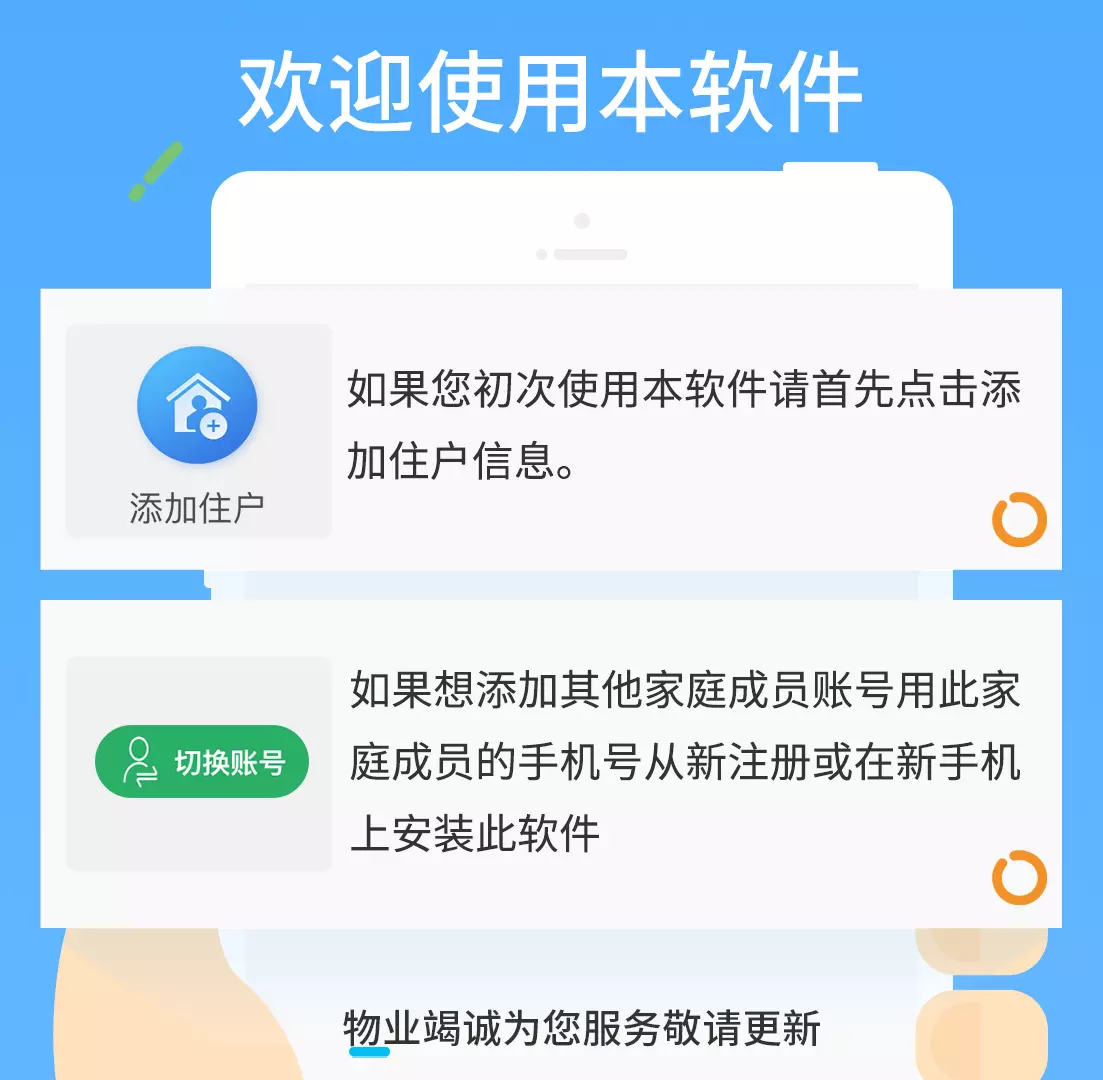 欢迎使用本软件
如果您初次使用本软件请首先点击添
加住户信息。
添加住户
如果想添加其他家庭成员账号用此家
庭成员的手机号从新注册或在新手机
上安装此软件
切换账号
物业竭诚为您服务敬请更新